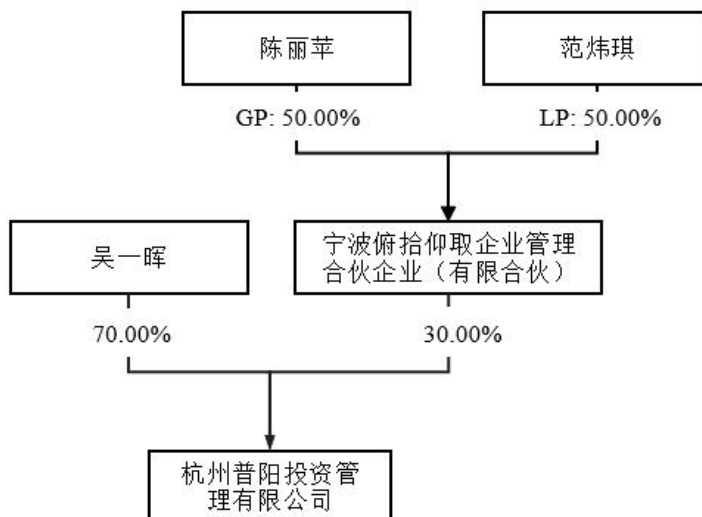 陈丽苹
范炜琪
GP: 50.00%
LP: 50.00%
吴一晖
宁波俯拾仰取企业管理
合伙企业（有限合伙）
70.00%
30.00%
杭州普阳投资管
理有限公司